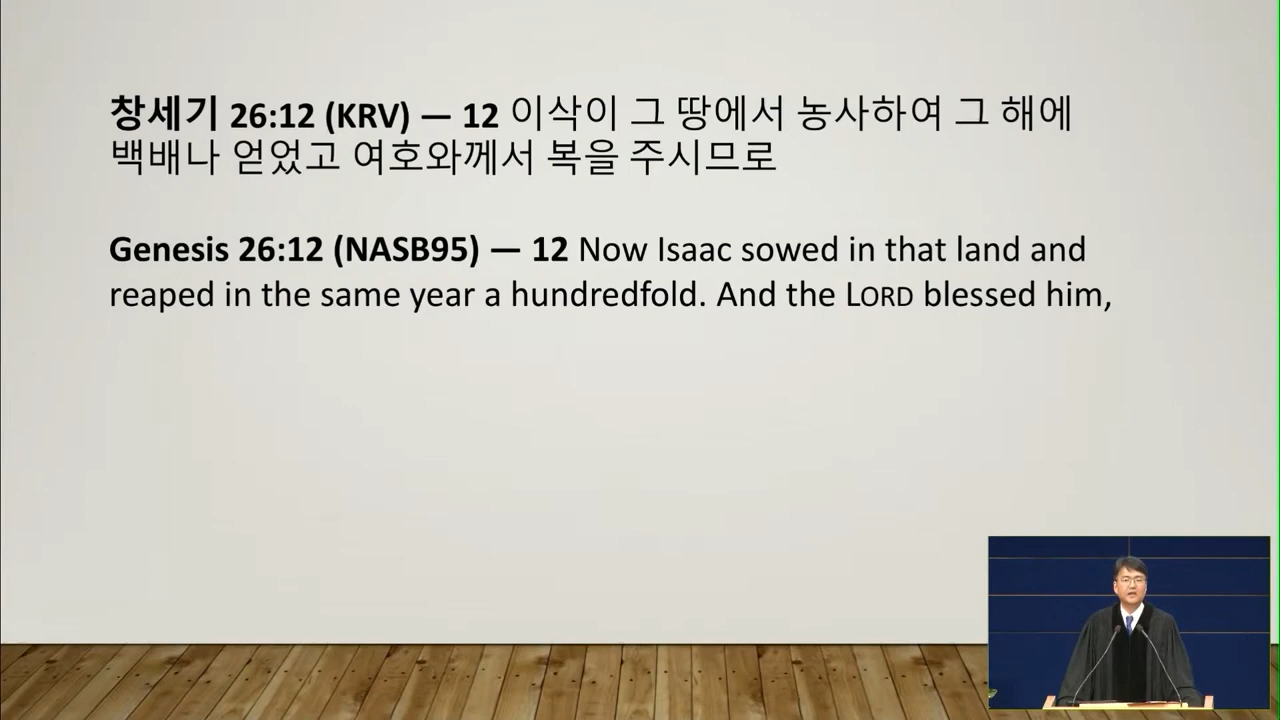 창세기 26:12 (KRV) — 12 이삭이 그 땅에서 농사하여 그 해에
백배나 얻었고 여호와께서 복을 주시므로
Genesis 26:12 (NASB95) — 12 Now Isaac sowed in that land and
reaped in the same year a hundredfold. And the LORD blessed him,